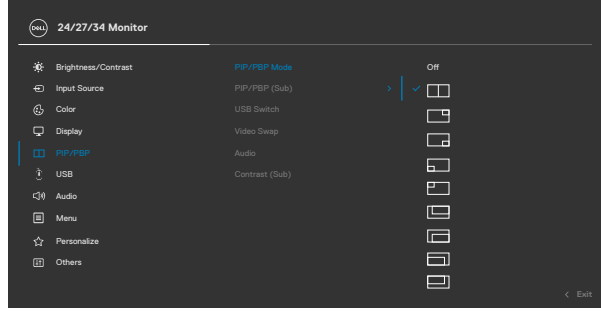 DELL 24/27/34 Monitor
Brightness/Contrast PIP/PBP Mode Off
Input Source PIP/PBP (Sub)
Color USB Switch
Display Video Swap
PIP/PBP Audio
USB Contrast (Sub)
Audio
Menu
Personalize
Others
Exit